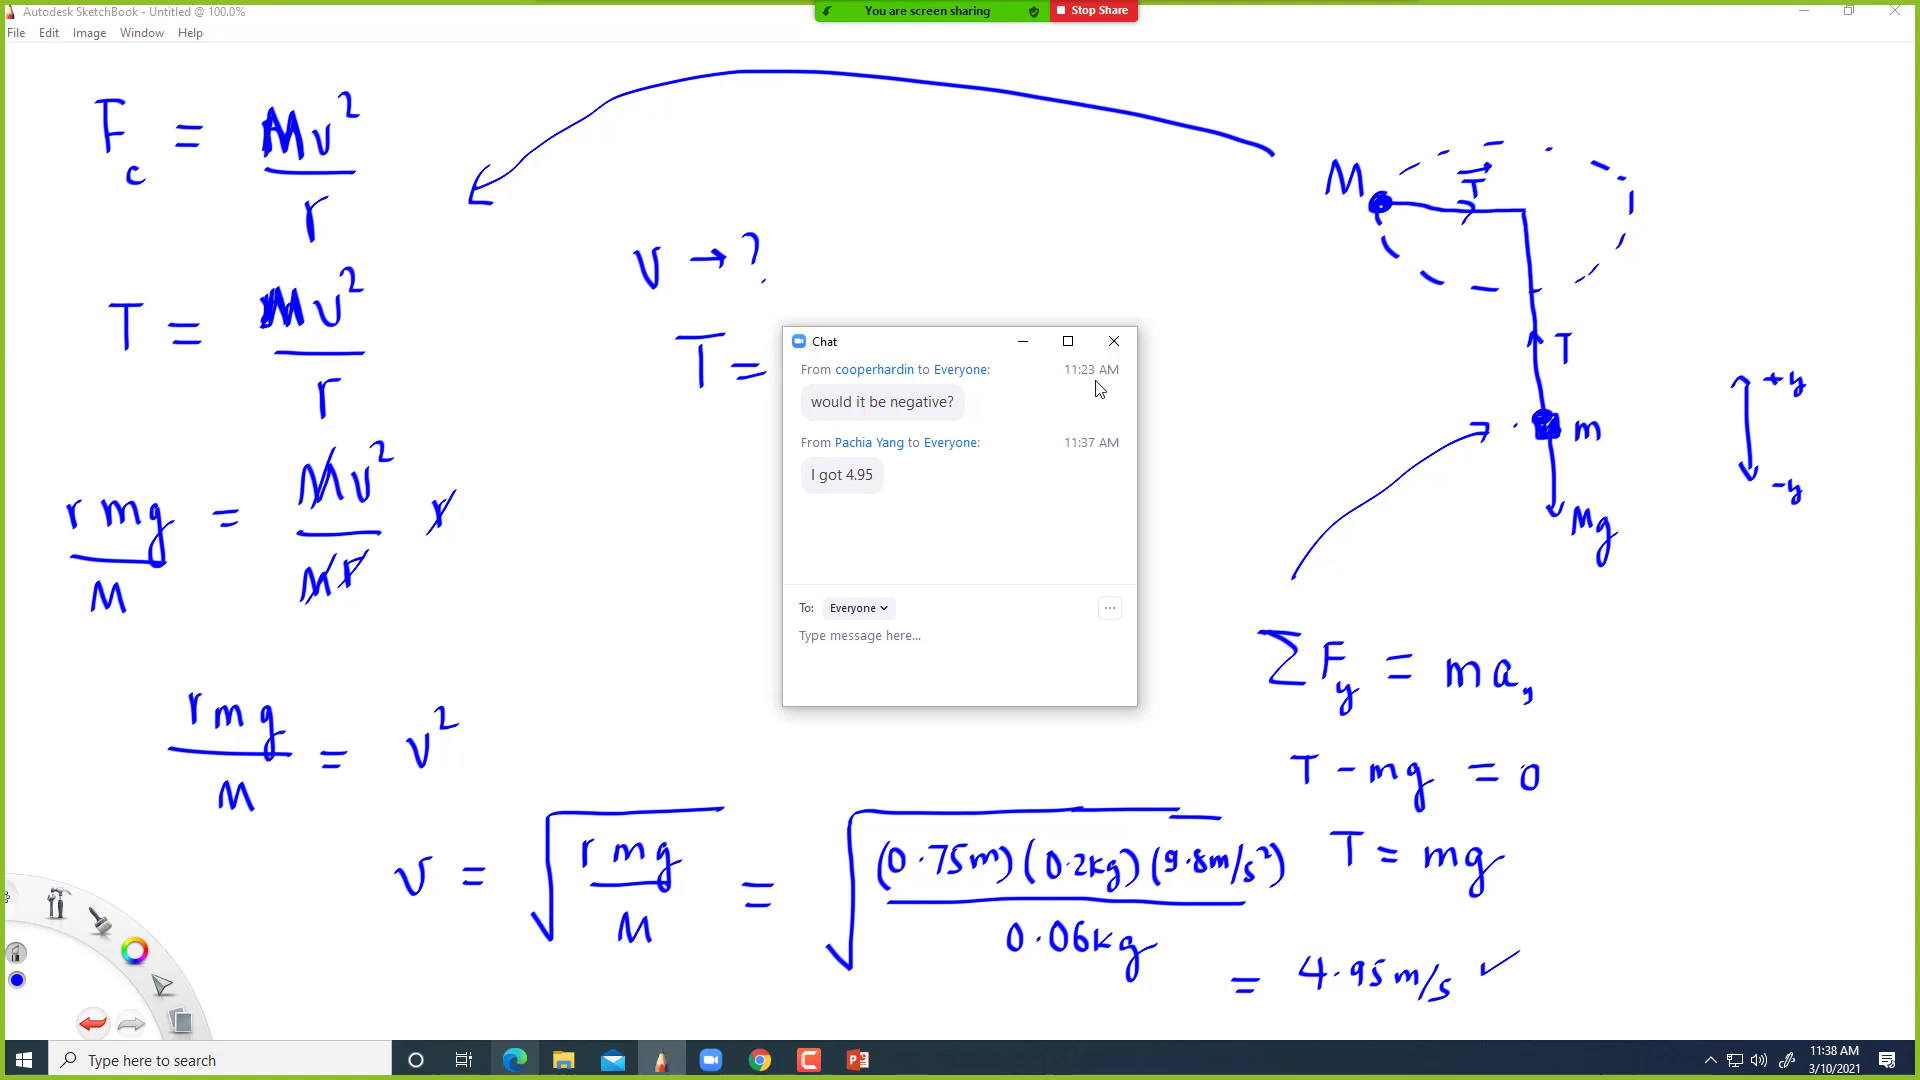 Autodesk SketchBook - Untitled @ 100.0%
You are screen sharing
Stop Share
File Edit Image Window Help
F_c = Mv²/r
T = Mv²/r
rmg/M = Mv²/Mr r
rmg/M = v²
v = √(rmg/M) = √((0.75m)(0.2kg)(9.8m/s²)/0.06kg)
= 4.95 m/s ✓
v → ?
T =
Chat
From cooperhardin to Everyone: 11:23 AM
would it be negative?
From Pachia Yang to Everyone: 11:37 AM
I got 4.95
To: Everyone
Type message here...
M
T
T
m
Mg
+y
-y
ΣF_y = ma_y
T - mg = 0
T = mg
Type here to search
11:38 AM
3/10/2021